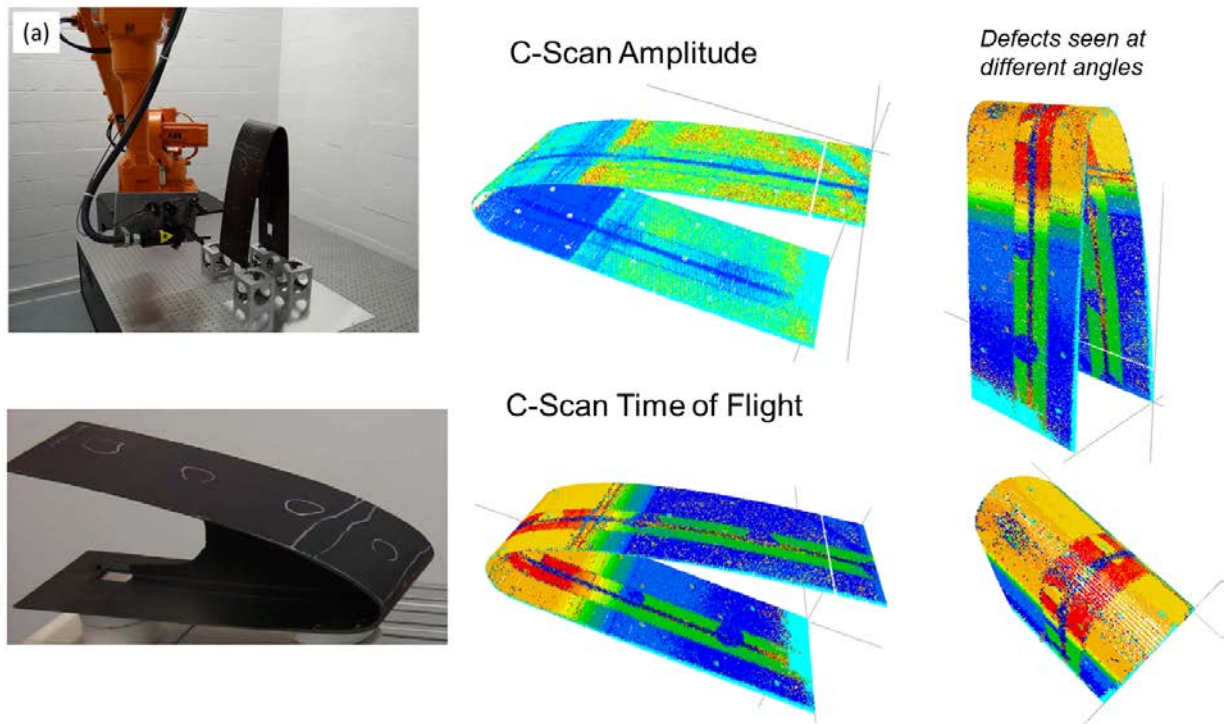 (a)
C-Scan Amplitude
Defects seen at
different angles
C-Scan Time of Flight